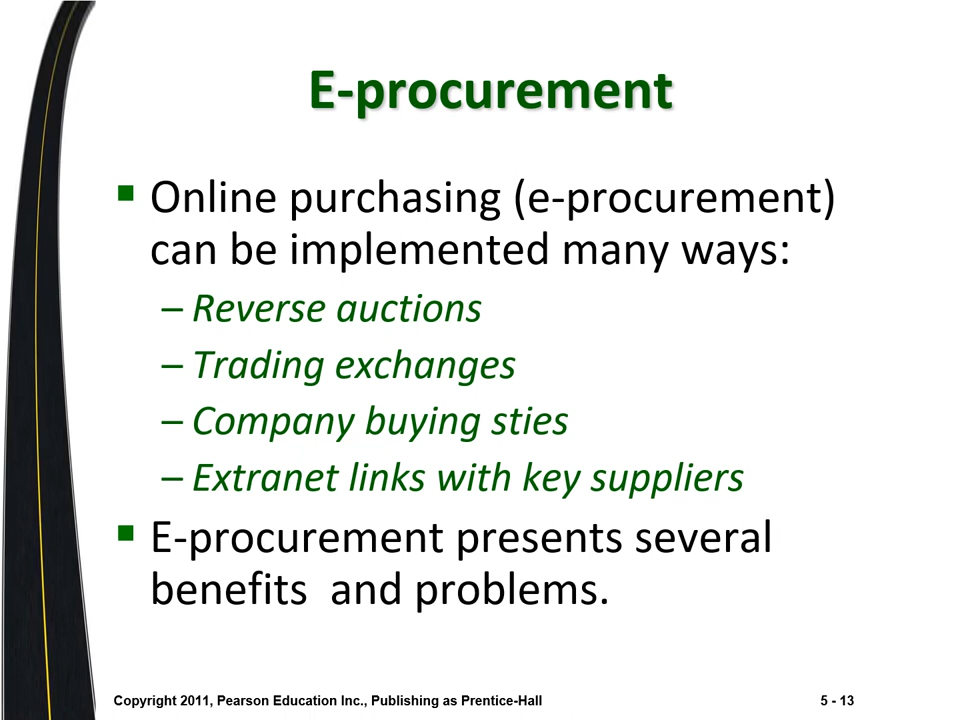 E-procurement
▪ Online purchasing (e-procurement)
can be implemented many ways:
– Reverse auctions
– Trading exchanges
– Company buying sties
– Extranet links with key suppliers
▪ E-procurement presents several
benefits  and problems.
Copyright 2011, Pearson Education Inc., Publishing as Prentice-Hall
5 - 13